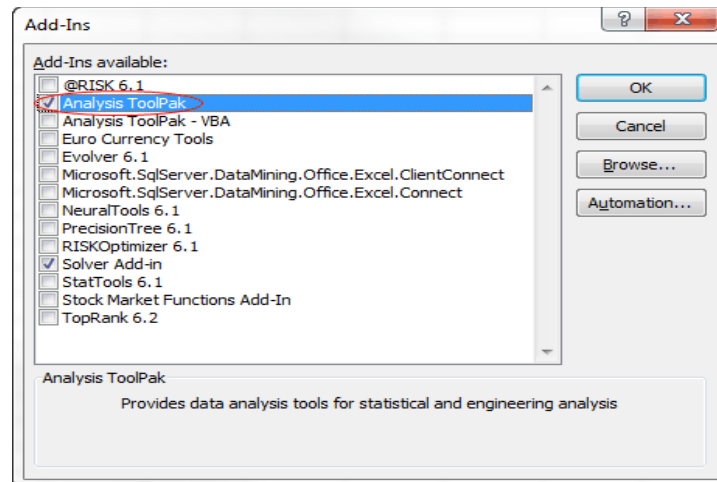 Add-Ins
Add-Ins available:
@RISK 6.1
Analysis ToolPak
Analysis ToolPak - VBA
Euro Currency Tools
Evolver 6.1
Microsoft.SqlServer.DataMining.Office.Excel.ClientConnect
Microsoft.SqlServer.DataMining.Office.Excel.Connect
NeuralTools 6.1
PrecisionTree 6.1
RISKOptimizer 6.1
Solver Add-in
StatTools 6.1
Stock Market Functions Add-In
TopRank 6.2
OK
Cancel
Browse...
Automation...
Analysis ToolPak
Provides data analysis tools for statistical and engineering analysis